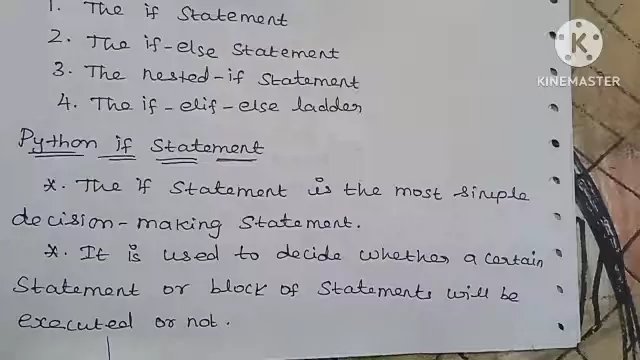 1. The if Statement
2. The if-else Statement
3. The nested-if Statement
4. The if-elif-else ladder
Python if Statement
*. The if Statement is the most simple
decision-making Statement.
*. It is used to decide whether a certain
Statement or block of Statements will be
executed or not.
KINEMASTER